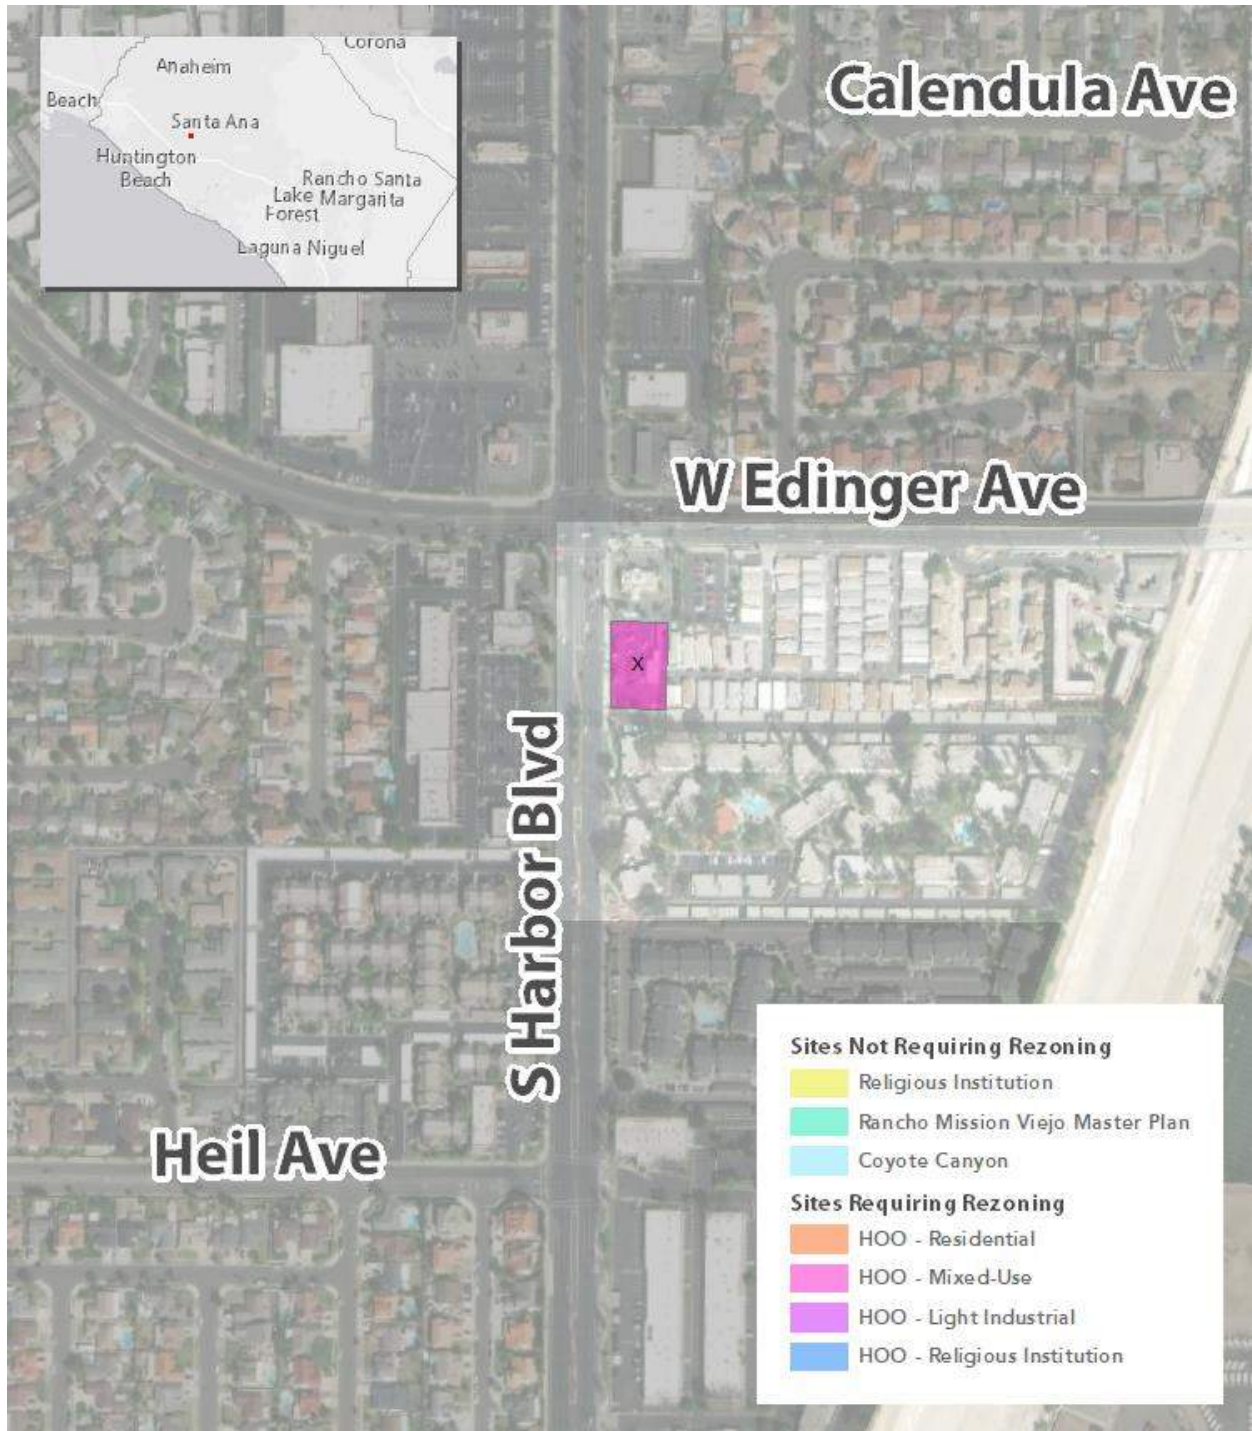 Corona
Anaheim
Beach
Santa Ana
Huntington
Beach
Rancho Santa
Margarita
Lake
Forest
Laguna Niguel
Calendula Ave
W Edinger Ave
X
S Harbor Blvd
Heil Ave
Sites Not Requiring Rezoning
Religious Institution
Rancho Mission Viejo Master Plan
Coyote Canyon
Sites Requiring Rezoning
HOO - Residential
HOO - Mixed-Use
HOO - Light Industrial
HOO - Religious Institution